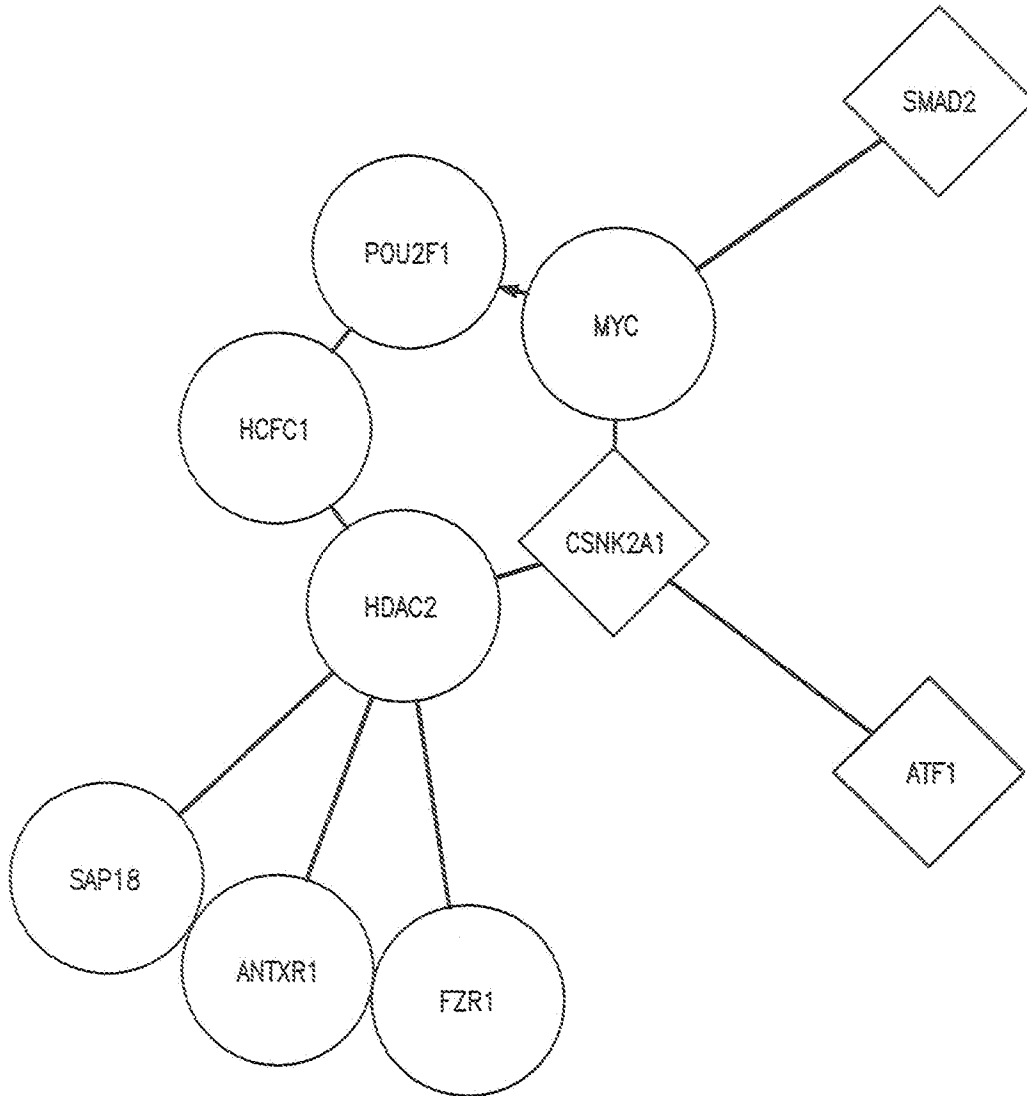 SMAD2
POU2F1
MYC
HCFC1
CSNK2A1
HDAC2
ATF1
SAP18
ANTXR1
FZR1